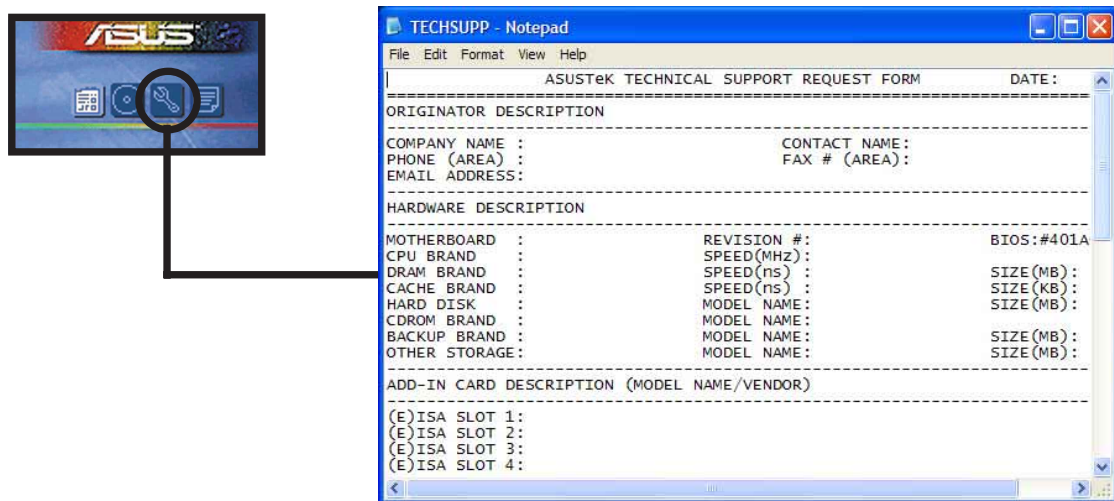 ASUS
TECHSUPP - Notepad
File Edit Format View Help
ASUSTeK TECHNICAL SUPPORT REQUEST FORM DATE:
================================================================================
ORIGINATOR DESCRIPTION
--------------------------------------------------------------------------------
COMPANY NAME : CONTACT NAME:
PHONE (AREA) : FAX # (AREA):
EMAIL ADDRESS:
--------------------------------------------------------------------------------
HARDWARE DESCRIPTION
--------------------------------------------------------------------------------
MOTHERBOARD : REVISION #: BIOS:#401A
CPU BRAND : SPEED(MHz):
DRAM BRAND : SPEED(ns) : SIZE(MB):
CACHE BRAND : SPEED(ns) : SIZE(KB):
HARD DISK : MODEL NAME: SIZE(MB):
CDROM BRAND : MODEL NAME:
BACKUP BRAND : MODEL NAME: SIZE(MB):
OTHER STORAGE: MODEL NAME: SIZE(MB):
--------------------------------------------------------------------------------
ADD-IN CARD DESCRIPTION (MODEL NAME/VENDOR)
--------------------------------------------------------------------------------
(E)ISA SLOT 1:
(E)ISA SLOT 2:
(E)ISA SLOT 3:
(E)ISA SLOT 4: